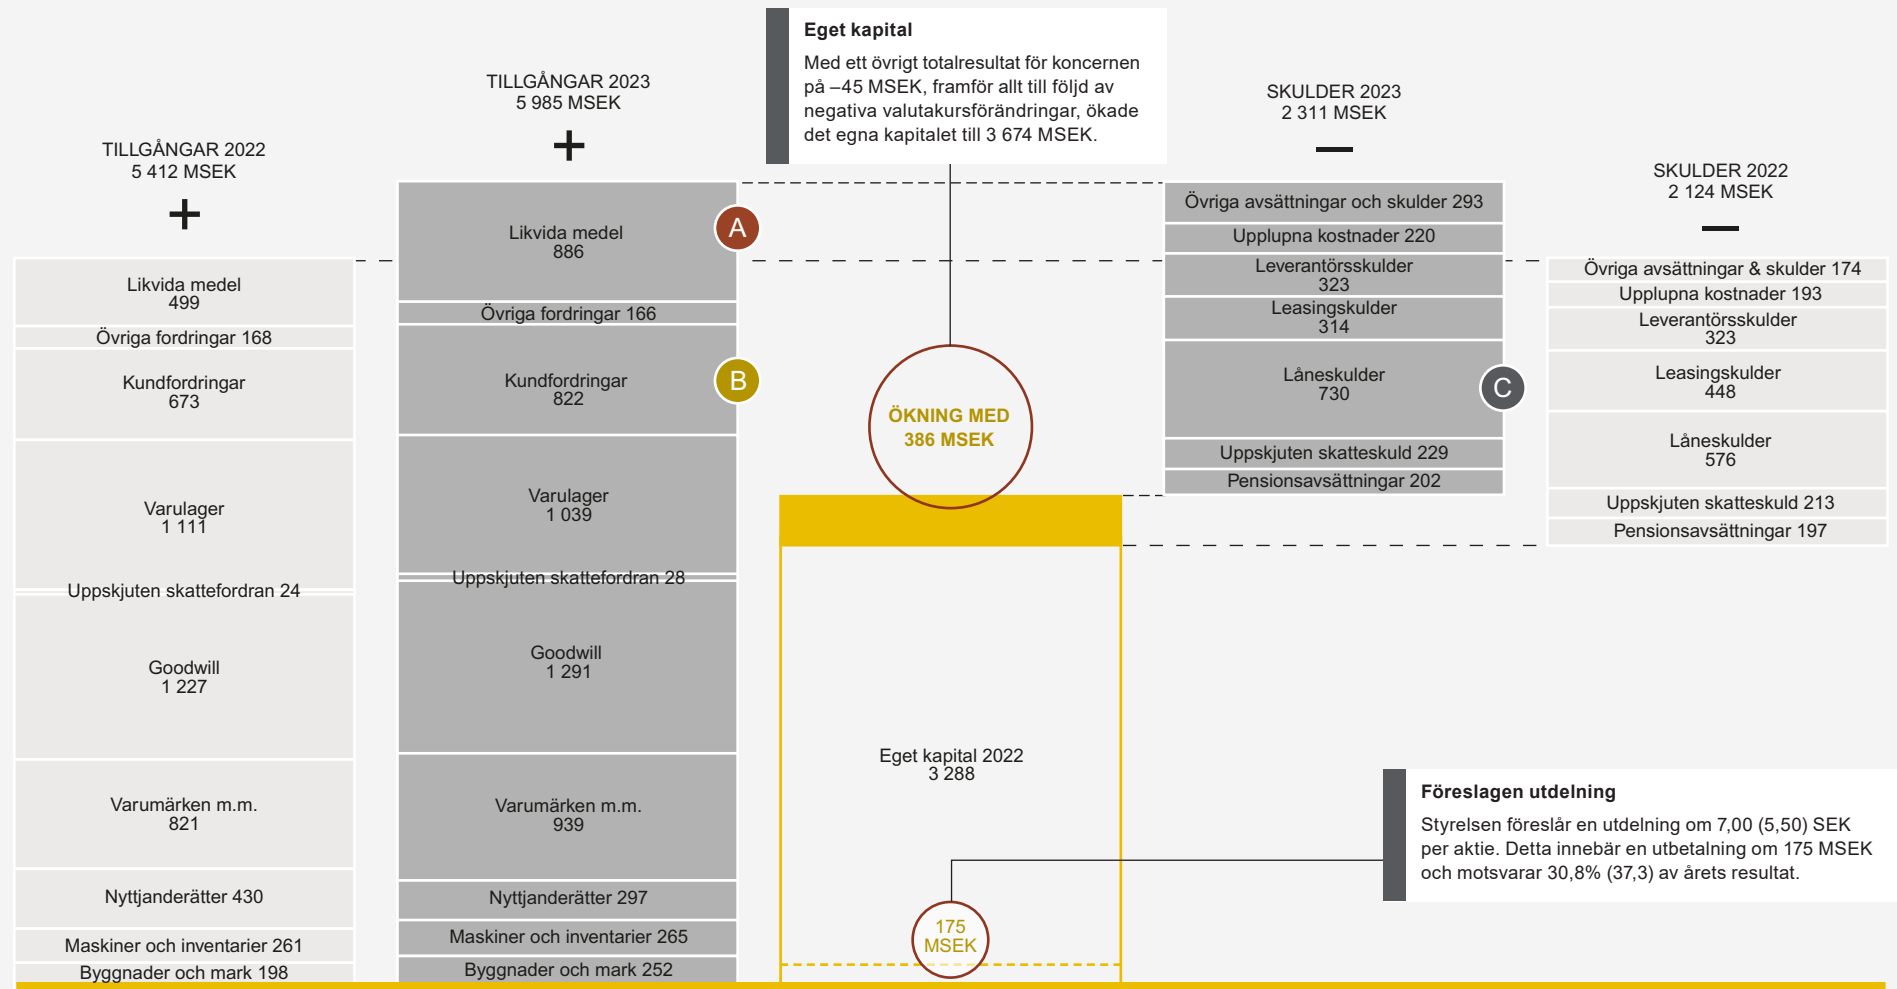 TILLGÅNGAR 2022
5 412 MSEK
+
Likvida medel
499
Övriga fordringar 168
Kundfordringar
673
Varulager
1 111
Uppskjuten skattefordran 24
Goodwill
1 227
Varumärken m.m.
821
Nyttjanderätter 430
Maskiner och inventarier 261
Byggnader och mark 198
TILLGÅNGAR 2023
5 985 MSEK
+
Likvida medel
886
A
Övriga fordringar 166
Kundfordringar
822
B
Varulager
1 039
Uppskjuten skattefordran 28
Goodwill
1 291
Varumärken m.m.
939
Nyttjanderätter 297
Maskiner och inventarier 265
Byggnader och mark 252
Eget kapital
Med ett övrigt totalresultat för koncernen
på –45 MSEK, framför allt till följd av
negativa valutakursförändringar, ökade
det egna kapitalet till 3 674 MSEK.
ÖKNING MED
386 MSEK
Eget kapital 2022
3 288
175
MSEK
SKULDER 2023
2 311 MSEK
—
Övriga avsättningar och skulder 293
Upplupna kostnader 220
Leverantörsskulder
323
Leasingskulder
314
Låneskulder
730
C
Uppskjuten skatteskuld 229
Pensionsavsättningar 202
SKULDER 2022
2 124 MSEK
—
Övriga avsättningar & skulder 174
Upplupna kostnader 193
Leverantörsskulder
323
Leasingskulder
448
Låneskulder
576
Uppskjuten skatteskuld 213
Pensionsavsättningar 197
Föreslagen utdelning
Styrelsen föreslår en utdelning om 7,00 (5,50) SEK
per aktie. Detta innebär en utbetalning om 175 MSEK
och motsvarar 30,8% (37,3) av årets resultat.